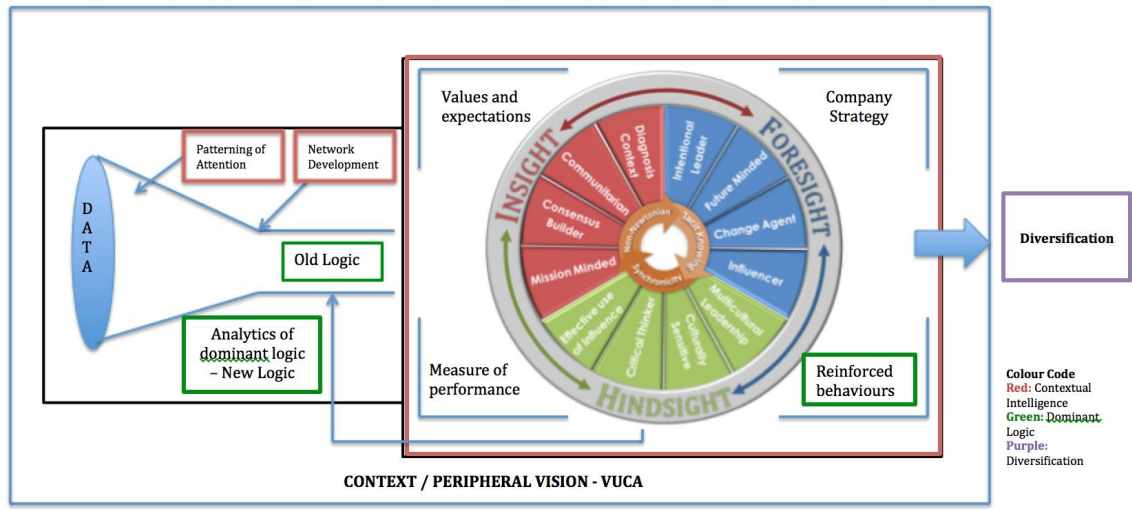 Values and
expectations
Company
Strategy
Patterning of
Attention
Network
Development
D
A
T
A
Old Logic
Analytics of
dominant logic
– New Logic
INSIGHT
FORESIGHT
HINDSIGHT
Diagnosis
Context
Communitarian
Consensus
Builder
Mission Minded
Intentional
Leader
Future Minded
Change Agent
Influencer
Multicultural
Leadership
Culturally
Sensitive
Critical Thinker
Effective use
of Influence
Non-Newtonian
Tacit Knowing
Synchronicity
Measure of
performance
Reinforced
behaviours
CONTEXT / PERIPHERAL VISION - VUCA
Diversification
Colour Code
Red: Contextual
Intelligence
Green: Dominant
Logic
Purple:
Diversification